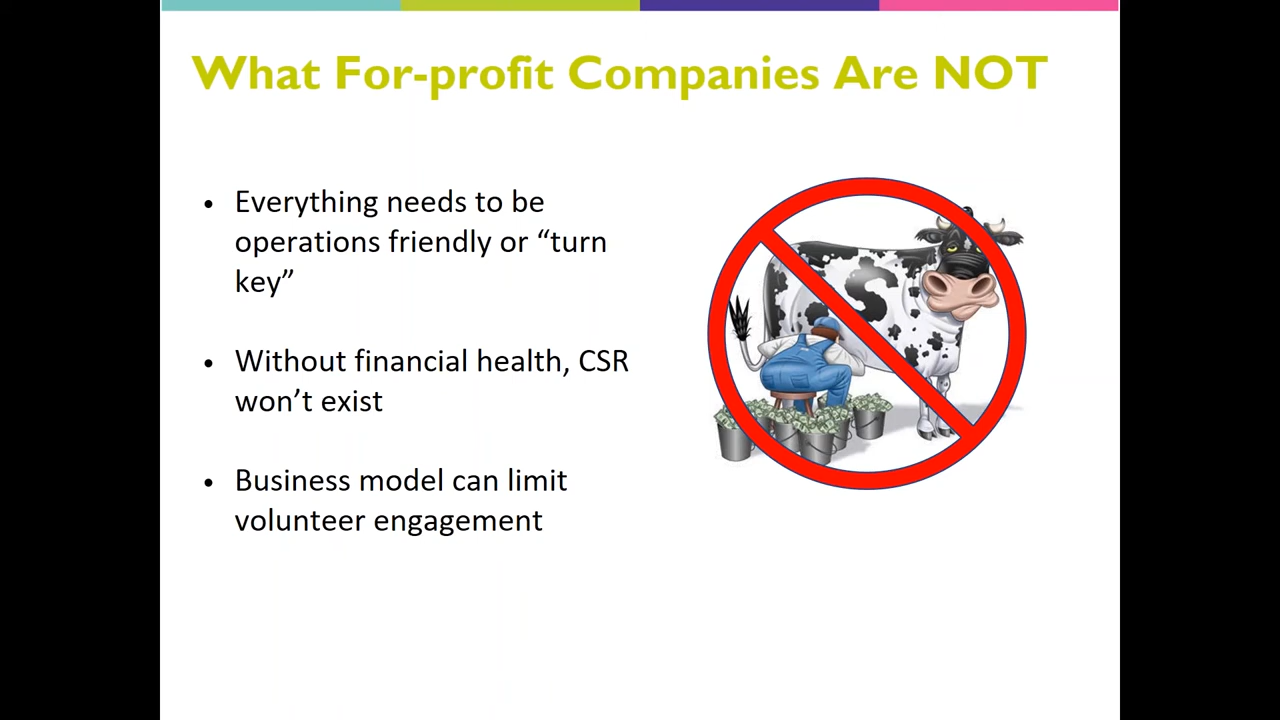 What For-profit Companies Are NOT
• Everything needs to be
operations friendly or “turn
key”
• Without financial health, CSR
won’t exist
• Business model can limit
volunteer engagement
S